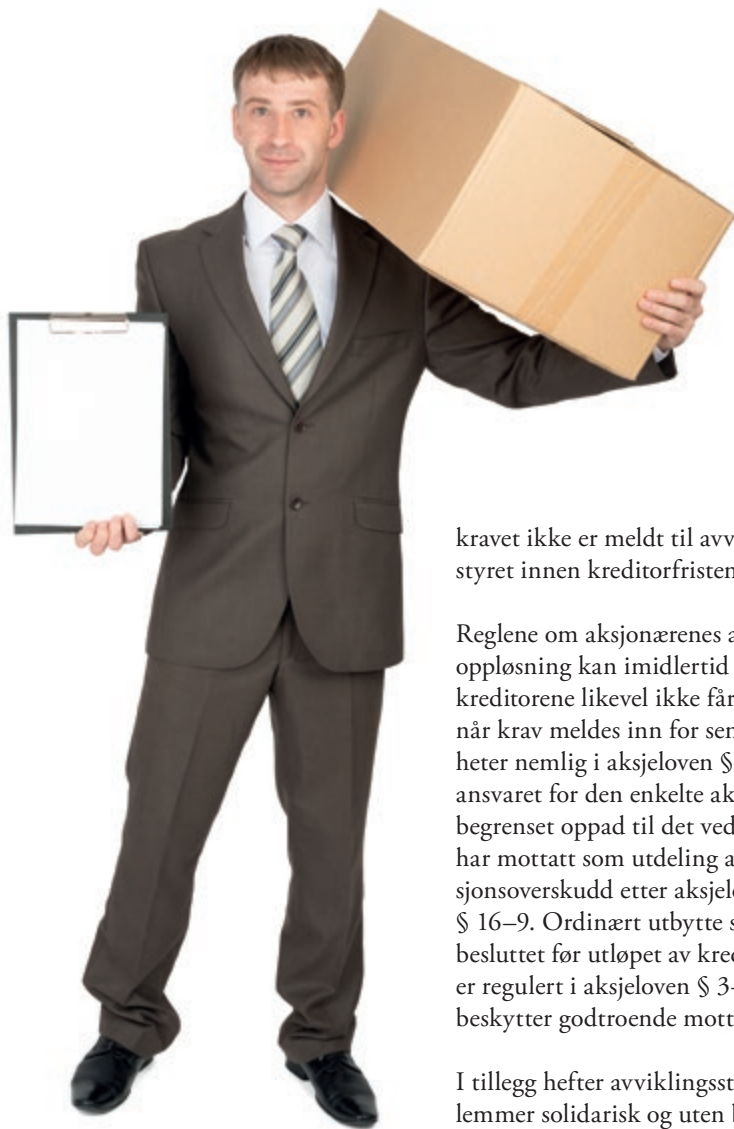 kravet ikke er meldt til avv
styret innen kreditorfristen
Reglene om aksjonærenes a
oppløsning kan imidlertid
kreditorene likevel ikke får
når krav meldes inn for sen
heter nemlig i aksjeloven §
ansvaret for den enkelte ak
begrenset oppad til det ved
har mottatt som utdeling a
sjonsoverskudd etter aksjel
§ 16–9. Ordinært utbytte s
besluttet før utløpet av kre
er regulert i aksjeloven § 3-
beskytter godtroende mott
I tillegg hefter avviklingsst
lemmer solidarisk og uten